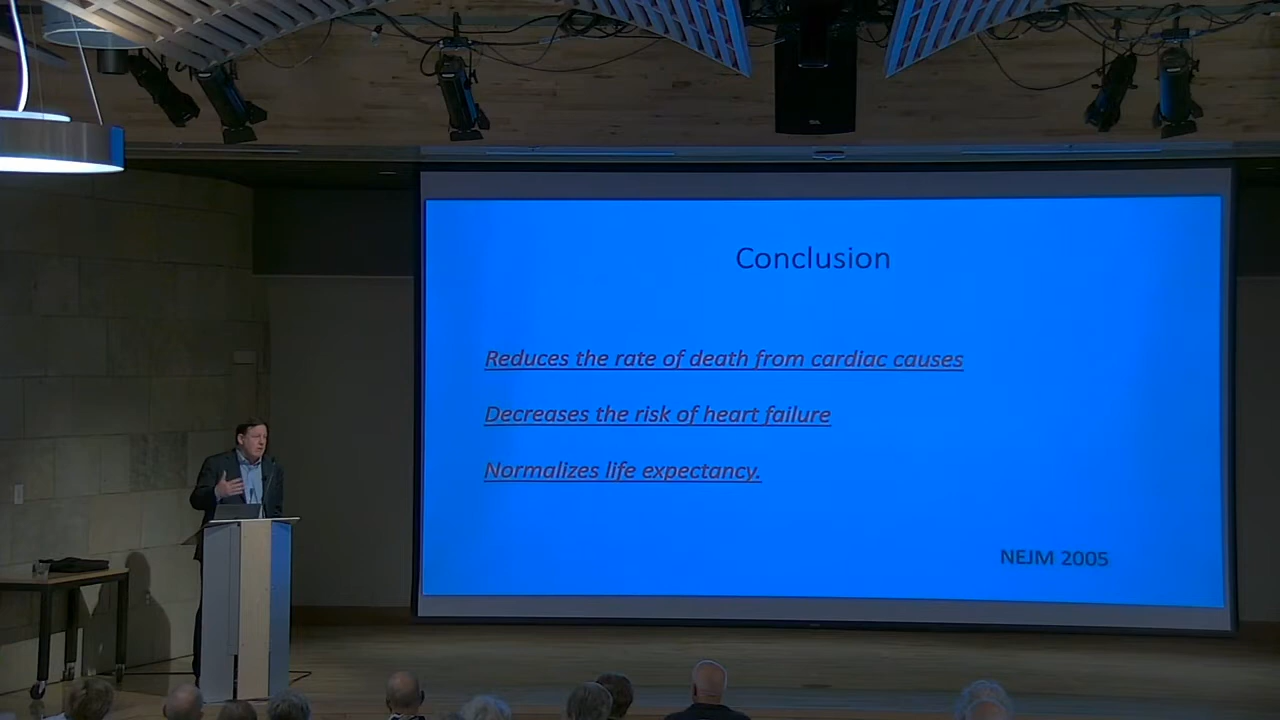 Conclusion
Reduces the rate of death from cardiac causes
Decreases the risk of heart failure
Normalizes life expectancy.
NEJM 2005